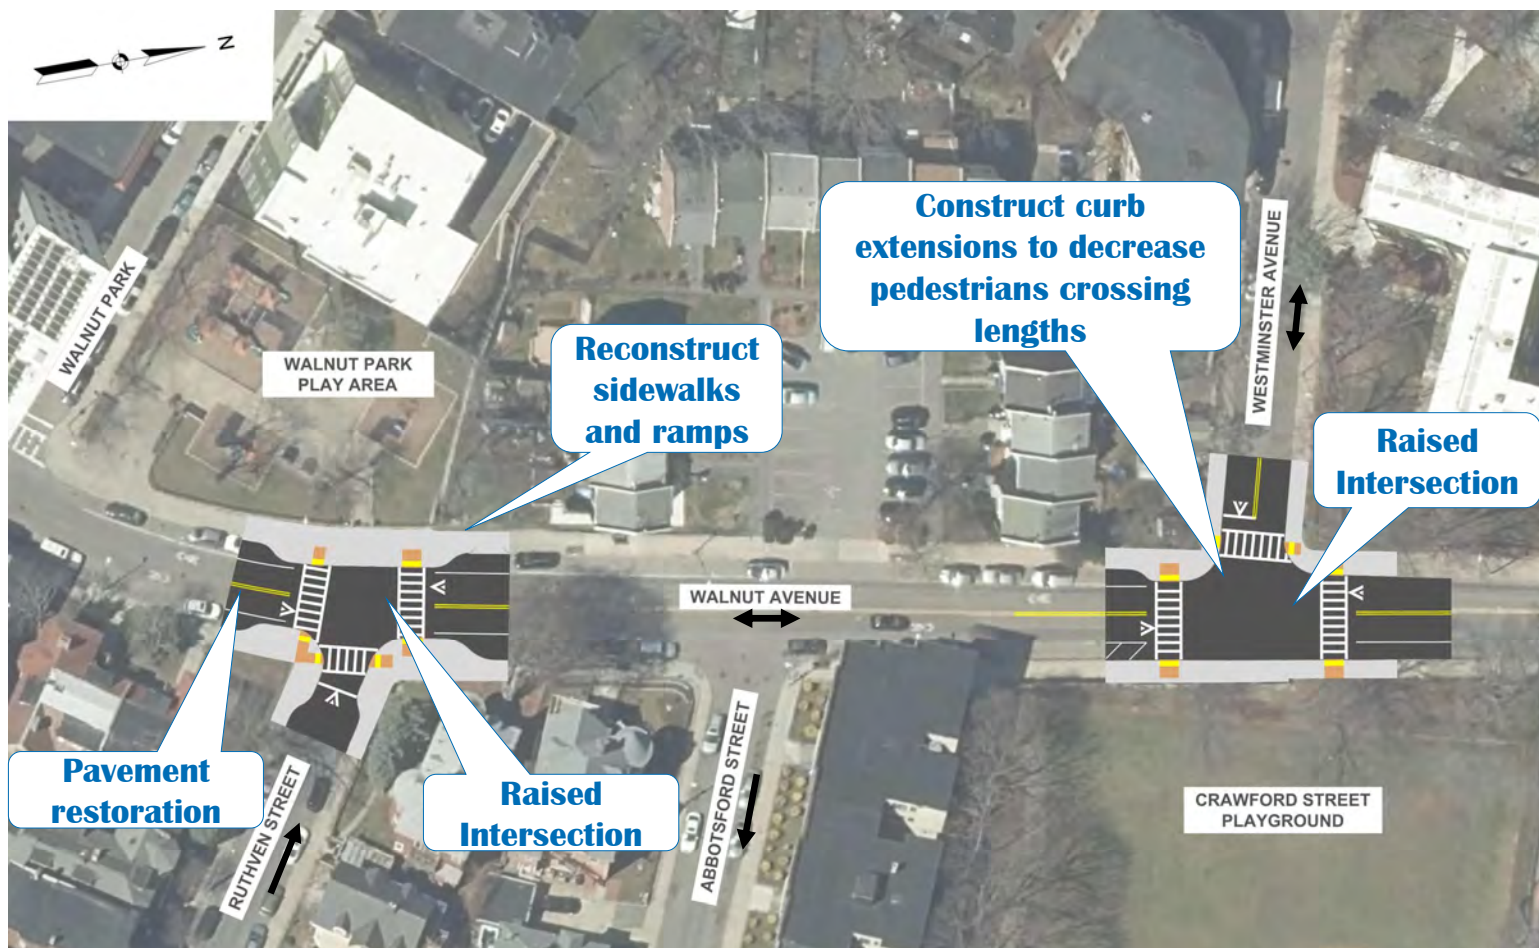 N
WALNUT PARK
WALNUT PARK
PLAY AREA
Reconstruct
sidewalks
and ramps
Construct curb
extensions to decrease
pedestrians crossing
lengths
WESTMINSTER AVENUE
Raised
Intersection
WALNUT AVENUE
Pavement
restoration
RUTHVEN STREET
Raised
Intersection
ABBOTSFORD STREET
CRAWFORD STREET
PLAYGROUND